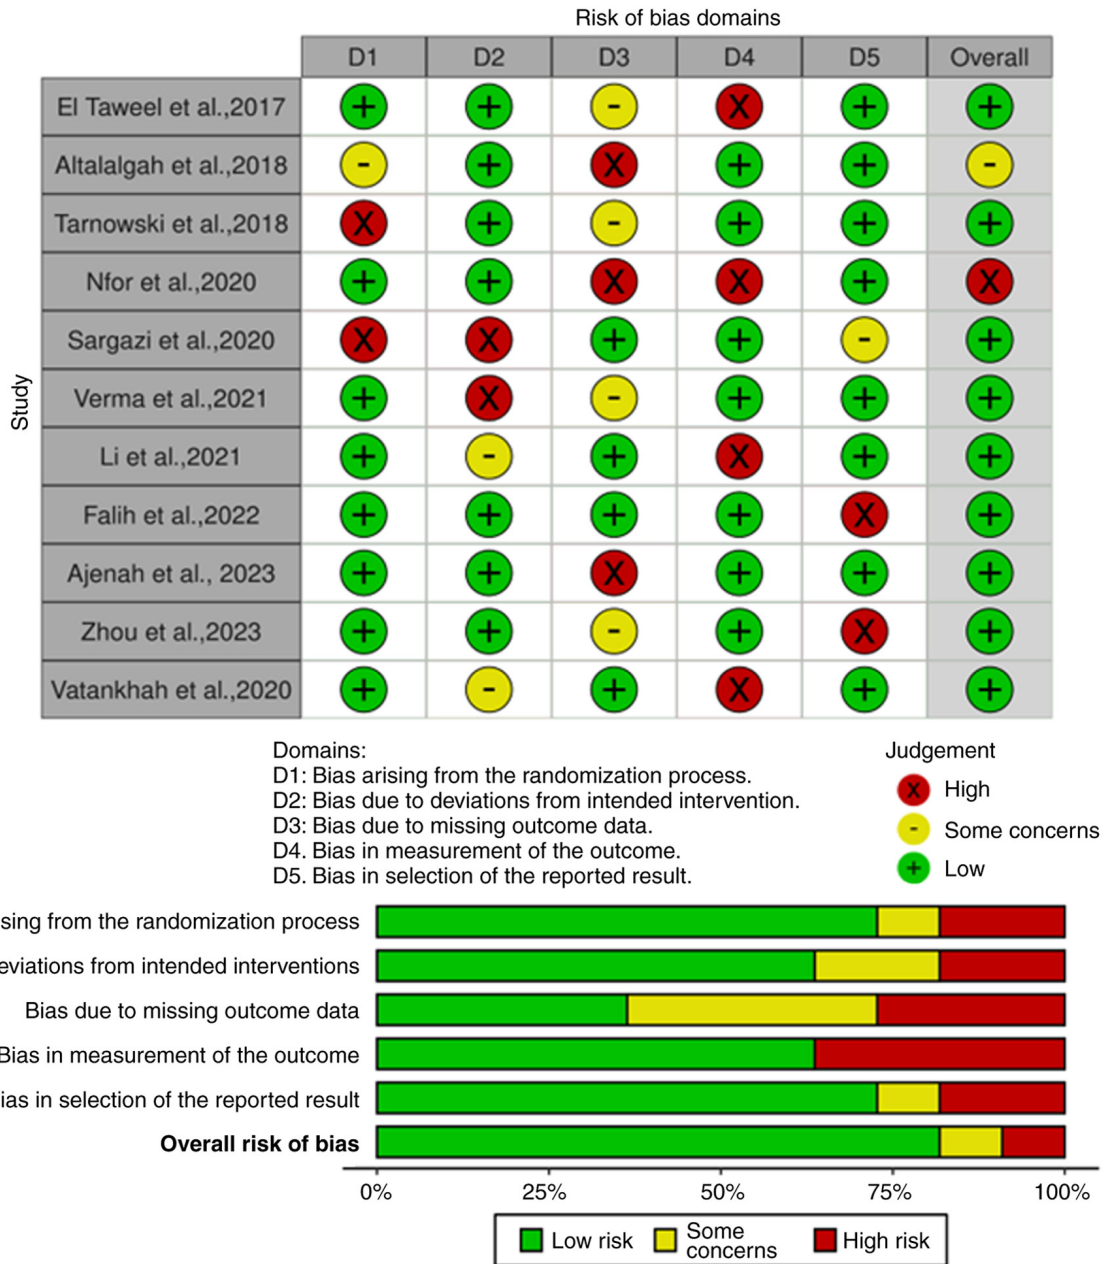 Risk of bias domains
D1 D2 D3 D4 D5 Overall
Study
El Taweel et al.,2017 + + - X + +
Altalalgah et al.,2018 - + X + + -
Tarnowski et al.,2018 X + - + + +
Nfor et al.,2020 + + X X + X
Sargazi et al.,2020 X X + + - +
Verma et al.,2021 + X - + + +
Li et al.,2021 + - + X + +
Falih et al.,2022 + + + + X +
Ajenah et al., 2023 + + X + + +
Zhou et al.,2023 + + - + X +
Vatankhah et al.,2020 + - + X + +
Domains:
D1: Bias arising from the randomization process.
D2: Bias due to deviations from intended intervention.
D3: Bias due to missing outcome data.
D4. Bias in measurement of the outcome.
D5. Bias in selection of the reported result.
Judgement
X High
- Some concerns
+ Low
sing from the randomization process
eviations from intended interventions
Bias due to missing outcome data
Bias in measurement of the outcome
ias in selection of the reported result
Overall risk of bias
0% 25% 50% 75% 100%
Low risk
Some
concerns
High risk